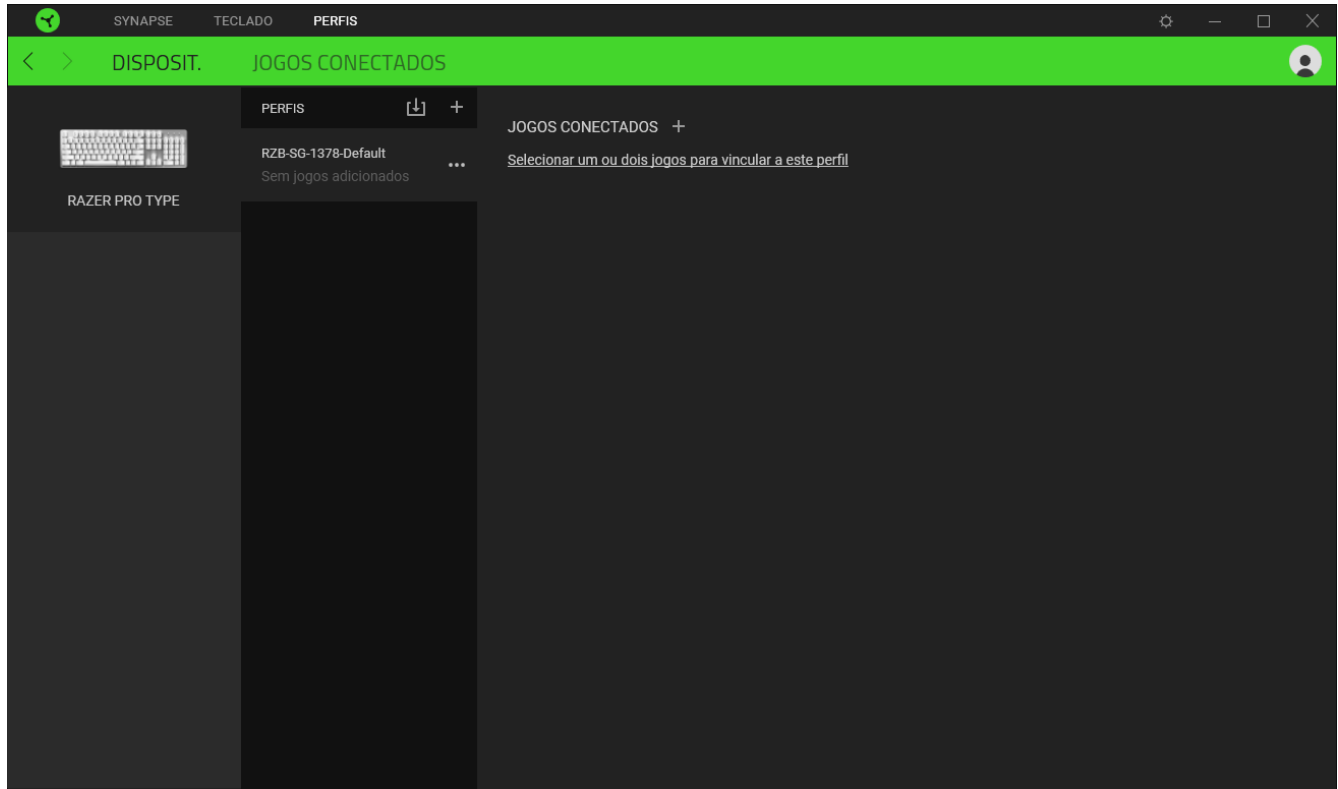 SYNAPSE TECLADO PERFIS
DISPOSIT. JOGOS CONECTADOS
RAZER PRO TYPE
PERFIS
RZB-SG-1378-Default
Sem jogos adicionados
JOGOS CONECTADOS
Selecionar um ou dois jogos para vincular a este perfil